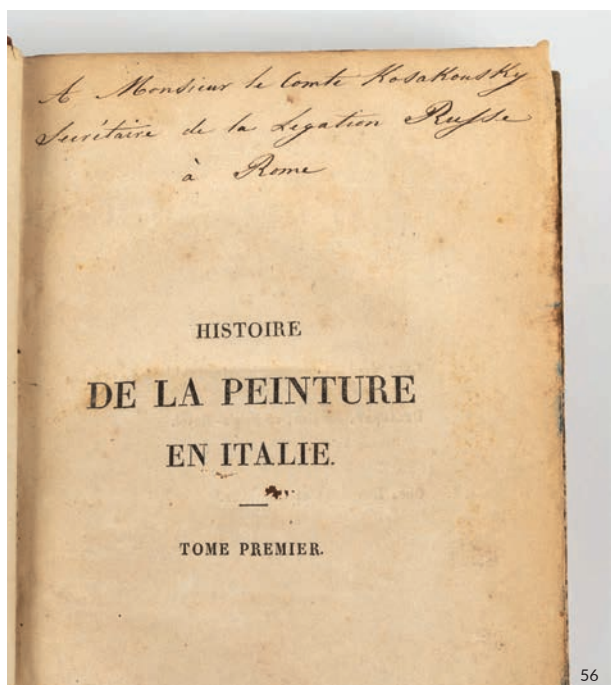 A Monsieur le Comte Kosakousky
Secrétaire de la Legation Russe
à Rome
HISTOIRE
DE LA PEINTURE
EN ITALIE.
TOME PREMIER.
56